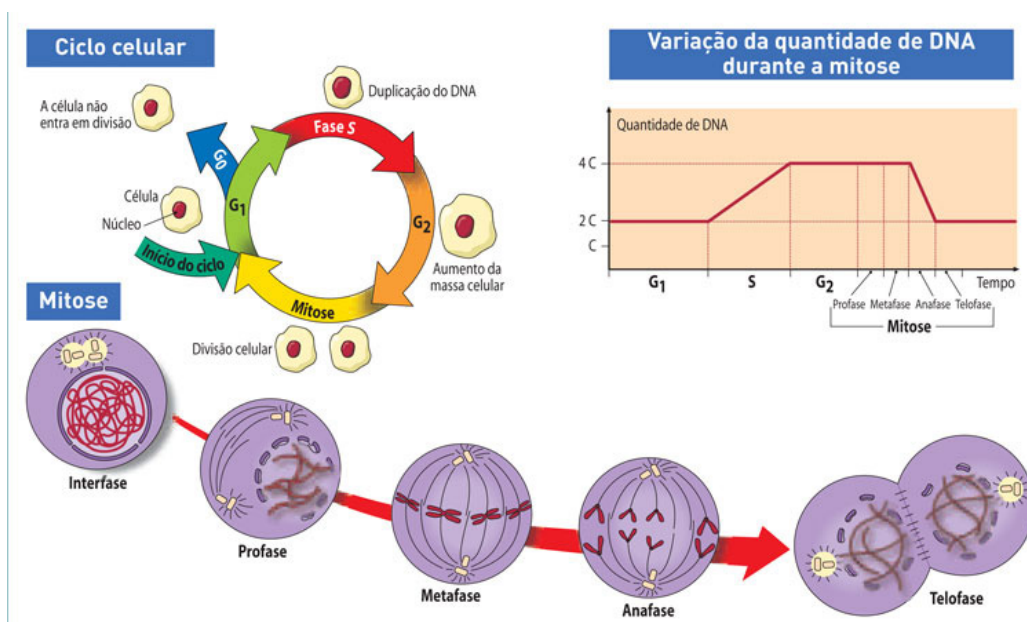 Ciclo celular
A célula não
entra em divisão
G0
Duplicação do DNA
Fase S
Célula
Núcleo
G1
G2
Início do ciclo
Aumento da
massa celular
Mitose
Divisão celular
Variação da quantidade de DNA
durante a mitose
Quantidade de DNA
4 C
2 C
C
G1 S G2
Profase Metafase Anafase Telofase
Tempo
Mitose
Mitose
Interfase
Profase
Metafase
Anafase
Telofase